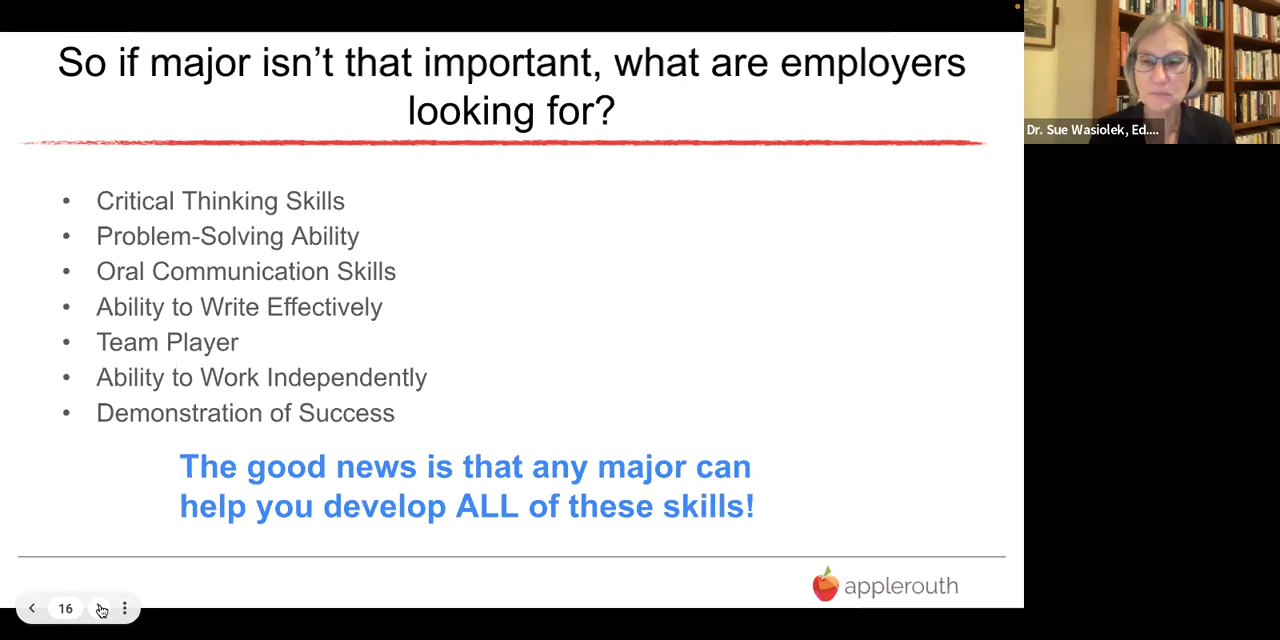 So if major isn’t that important, what are employers
looking for?
• Critical Thinking Skills
• Problem-Solving Ability
• Oral Communication Skills
• Ability to Write Effectively
• Team Player
• Ability to Work Independently
• Demonstration of Success
The good news is that any major can
help you develop ALL of these skills!
applerouth
16
Dr. Sue Wasiolek, Ed....